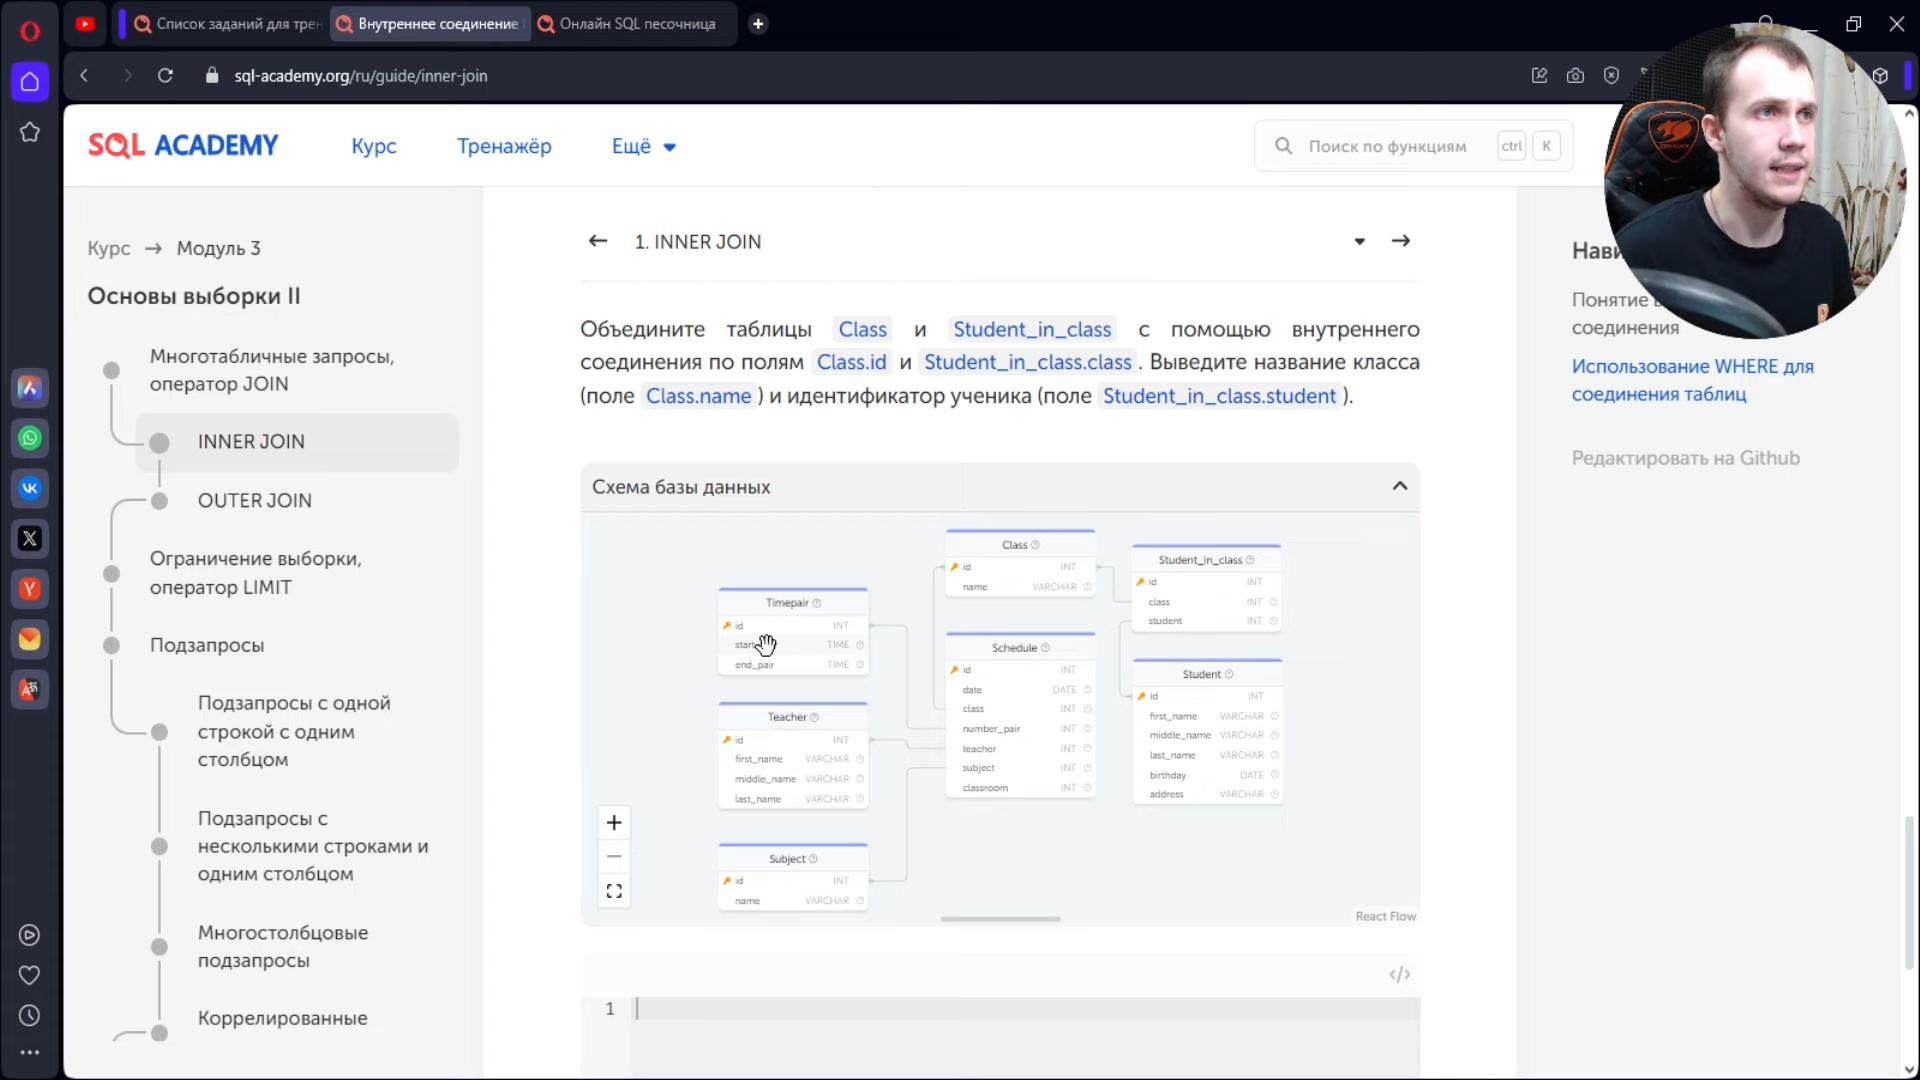 Список заданий для трен
Внутреннее соединение
Онлайн SQL песочница
sql-academy.org/ru/guide/inner-join
SQL ACADEMY
Курс
Тренажёр
Ещё
Поиск по функциям
ctrl
K
Курс → Модуль 3
Основы выборки II
Многотабличные запросы,
оператор JOIN
INNER JOIN
OUTER JOIN
Ограничение выборки,
оператор LIMIT
Подзапросы
Подзапросы с одной
строкой с одним
столбцом
Подзапросы с
несколькими строками и
одним столбцом
Многостолбцовые
подзапросы
Коррелированные
1. INNER JOIN
Объедините таблицы Class и Student_in_class с помощью внутреннего
соединения по полям Class.id и Student_in_class.class. Выведите название класса
(поле Class.name) и идентификатор ученика (поле Student_in_class.student).
Схема базы данных
Timepair
id INT
start TIME
end_pair TIME
Teacher
id INT
first_name VARCHAR
middle_name VARCHAR
last_name VARCHAR
Subject
id INT
name VARCHAR
Class
id INT
name VARCHAR
Schedule
id INT
date DATE
class INT
number_pair INT
teacher INT
subject INT
classroom INT
Student_in_class
id INT
class INT
student INT
Student
id INT
first_name VARCHAR
middle_name VARCHAR
last_name VARCHAR
birthday DATE
address VARCHAR
React Flow
</>
1
Нави
Понятие в
соединения
Использование WHERE для
соединения таблиц
Редактировать на Github